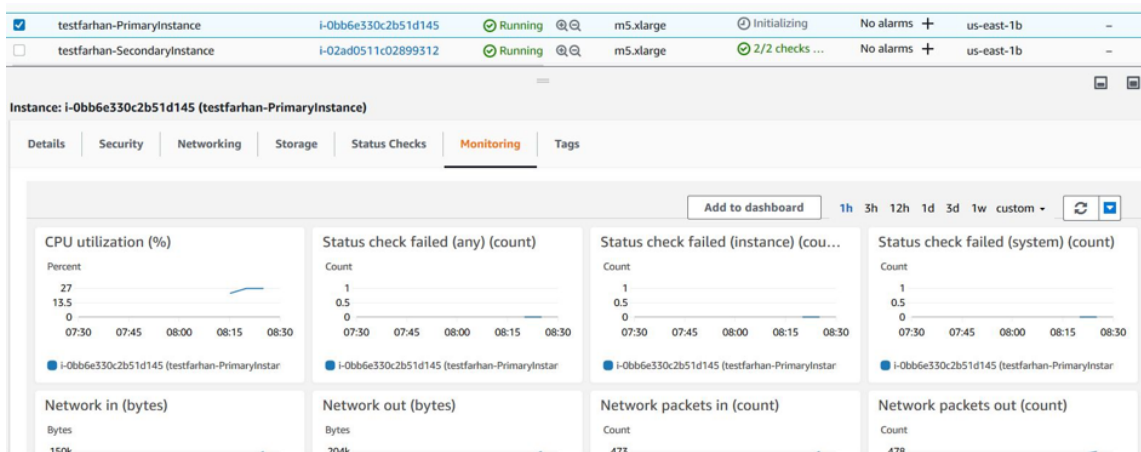 testfarhan-PrimaryInstance i-0bb6e330c2b51d145 Running m5.xlarge Initializing No alarms + us-east-1b –
testfarhan-SecondaryInstance i-02ad0511c02899312 Running m5.xlarge 2/2 checks ... No alarms + us-east-1b –
Instance: i-0bb6e330c2b51d145 (testfarhan-PrimaryInstance)
Details Security Networking Storage Status Checks Monitoring Tags
Add to dashboard 1h 3h 12h 1d 3d 1w custom
CPU utilization (%)
Percent
27
13.5
0
07:30 07:45 08:00 08:15 08:30
i-0bb6e330c2b51d145 (testfarhan-PrimaryInstar
Status check failed (any) (count)
Count
1
0.5
0
07:30 07:45 08:00 08:15 08:30
i-0bb6e330c2b51d145 (testfarhan-PrimaryInstar
Status check failed (instance) (cou...
Count
1
0.5
0
07:30 07:45 08:00 08:15 08:30
i-0bb6e330c2b51d145 (testfarhan-PrimaryInstar
Status check failed (system) (count)
Count
1
0.5
0
07:30 07:45 08:00 08:15 08:30
i-0bb6e330c2b51d145 (testfarhan-PrimaryInstar
Network in (bytes)
Bytes
150k
Network out (bytes)
Bytes
204k
Network packets in (count)
Count
473
Network packets out (count)
Count
478